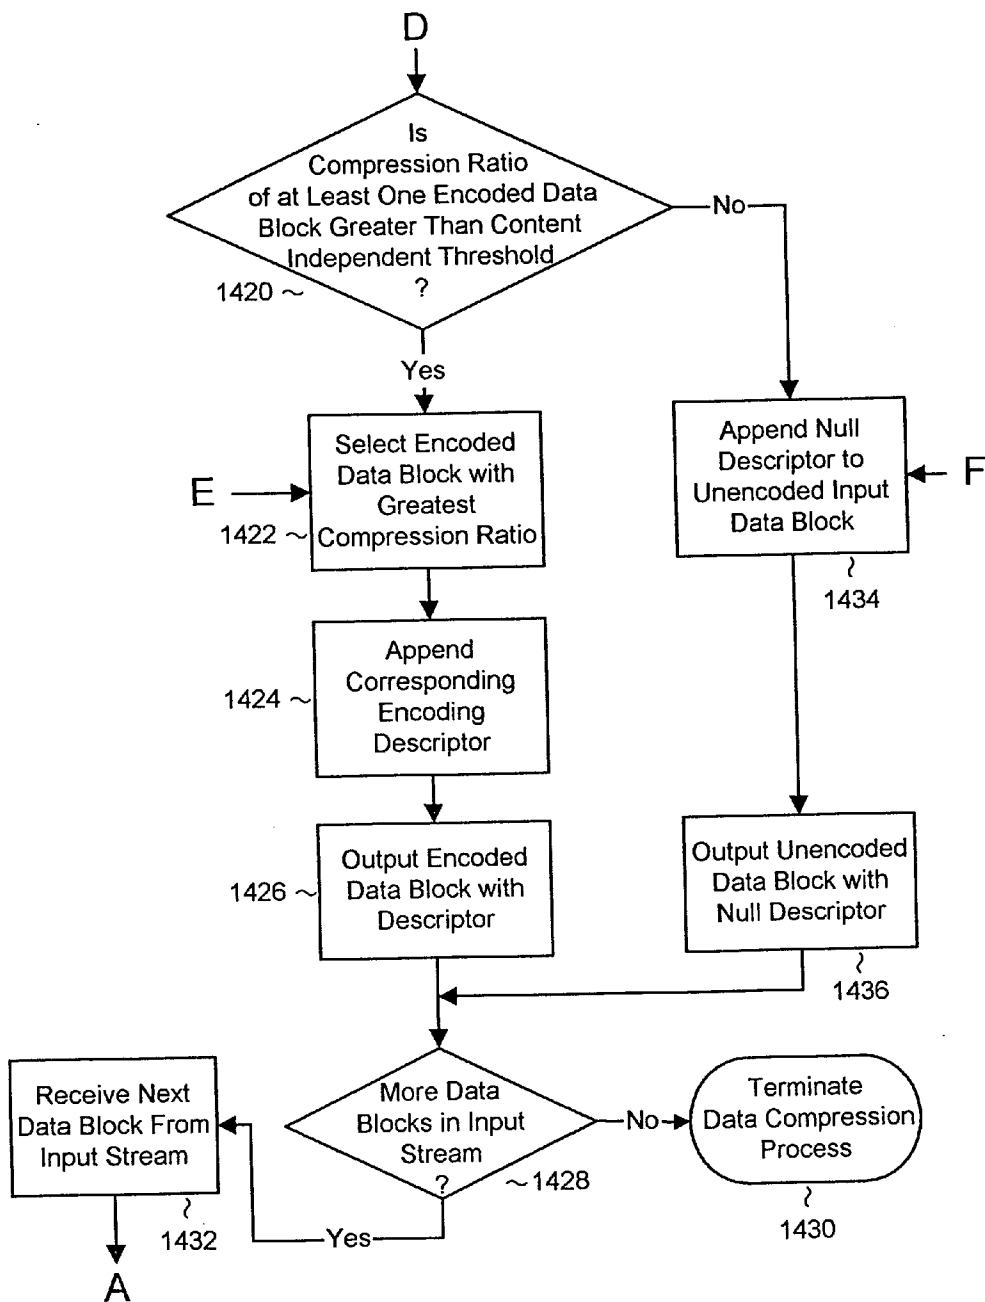 D
Is
Compression Ratio
of at Least One Encoded Data
Block Greater Than Content
Independent Threshold
?
1420 ~
No
Yes
Select Encoded
Data Block with
Greatest
Compression Ratio
E
1422 ~
Append Null
Descriptor to
Unencoded Input
Data Block
F
1434
Append
Corresponding
Encoding
Descriptor
1424 ~
Output Encoded
Data Block with
Descriptor
1426 ~
Output Unencoded
Data Block with
Null Descriptor
1436
Receive Next
Data Block From
Input Stream
1432
A
More Data
Blocks in Input
Stream
?
~1428
No
Yes
Terminate
Data Compression
Process
1430